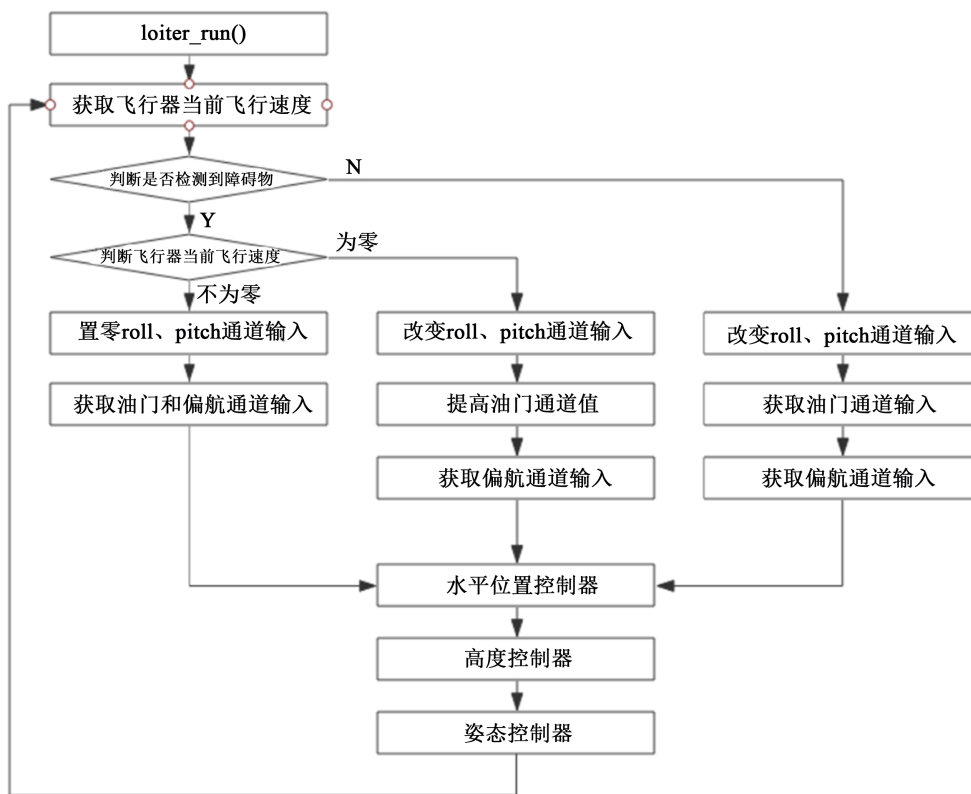 loiter_run()
获取飞行器当前飞行速度
判断是否检测到障碍物
N
Y
判断飞行器当前飞行速度
为零
不为零
置零roll、pitch通道输入
改变roll、pitch通道输入
改变roll、pitch通道输入
获取油门和偏航通道输入
提高油门通道值
获取油门通道输入
获取偏航通道输入
获取偏航通道输入
水平位置控制器
高度控制器
姿态控制器